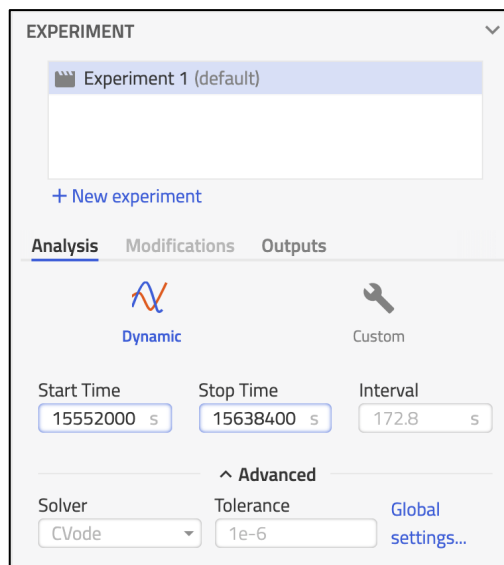 EXPERIMENT
Experiment 1 (default)
+ New experiment
Analysis Modifications Outputs
Dynamic Custom
Start Time Stop Time Interval
15552000 s 15638400 s 172.8 s
Advanced
Solver Tolerance Global
CVode 1e-6 settings...